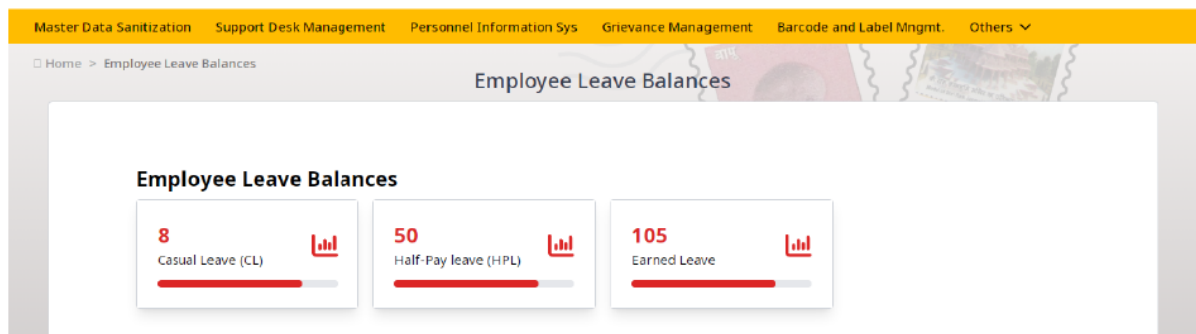 Master Data Sanitization Support Desk Management Personnel Information Sys Grievance Management Barcode and Label Mngmt. Others
Home > Employee Leave Balances
Employee Leave Balances
Employee Leave Balances
8
Casual Leave (CL)
50
Half-Pay leave (HPL)
105
Earned Leave